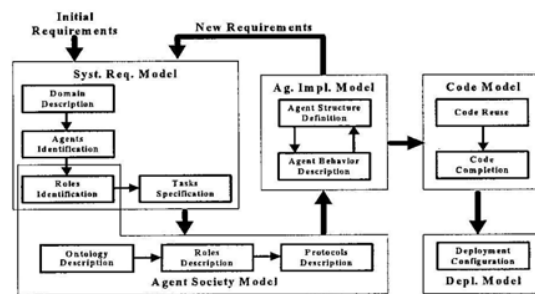 Initial
Requirements
New Requirements
Syst. Req. Model
Domain
Description
Agents
Identification
Roles
Identification
Tasks
Specification
Ag. Impl. Model
Agent Structure
Definition
Agent Behavior
Description
Code Model
Code Reuse
Code
Completion
Ontology
Description
Roles
Description
Protocols
Description
Agent Society Model
Deployment
Configuration
Depl. Model